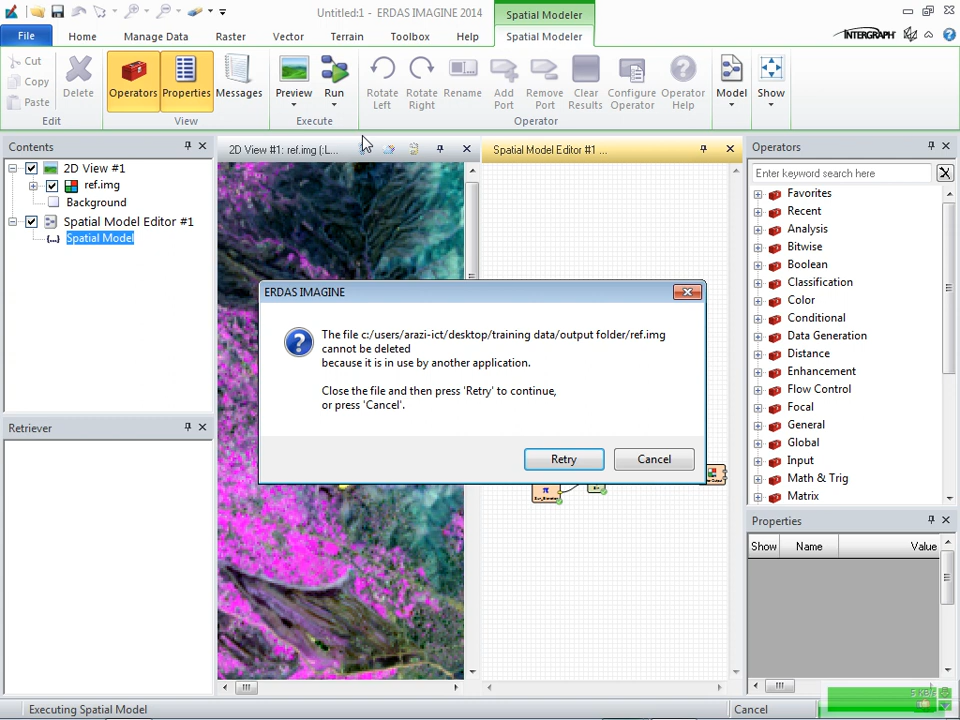 Untitled:1 - ERDAS IMAGINE 2014
Spatial Modeler
File
Home
Manage Data
Raster
Vector
Terrain
Toolbox
Help
Spatial Modeler
INTERGRAPH
Cut
Copy
Paste
Delete
Operators
Properties
Messages
Preview
Run
Rotate Left
Rotate Right
Rename
Add Port
Remove Port
Clear Results
Configure Operator
Operator Help
Model
Show
Edit
View
Execute
Operator
Contents
2D View #1
ref.img
Background
Spatial Model Editor #1
Spatial Model
Retriever
2D View #1: ref.img (:L...
Spatial Model Editor #1 ...
ERDAS IMAGINE
The file c:/users/arazi-ict/desktop/training data/output folder/ref.img
cannot be deleted
because it is in use by another application.
Close the file and then press 'Retry' to continue,
or press 'Cancel'.
Retry
Cancel
Operators
Enter keyword search here
Favorites
Recent
Analysis
Bitwise
Boolean
Classification
Color
Conditional
Data Generation
Distance
Enhancement
Flow Control
Focal
General
Global
Input
Math & Trig
Matrix
Properties
Show
Name
Value
Executing Spatial Model
Cancel
5 KB/s